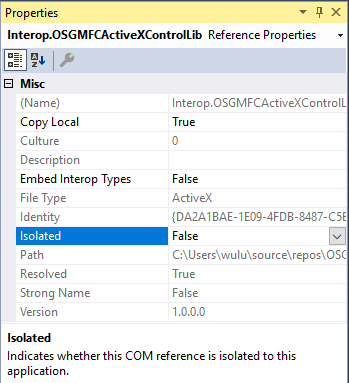 Properties
Interop.OSGMFCActiveXControlLib Reference Properties
Misc
(Name) Interop.OSGMFCActiveXControlL
Copy Local True
Culture 0
Description
Embed Interop Types False
File Type ActiveX
Identity {DA2A1BAE-1E09-4FDB-8487-C5E
Isolated False
Path C:\Users\wulu\source\repos\OSG
Resolved True
Strong Name False
Version 1.0.0.0
Isolated
Indicates whether this COM reference is isolated to this
application.